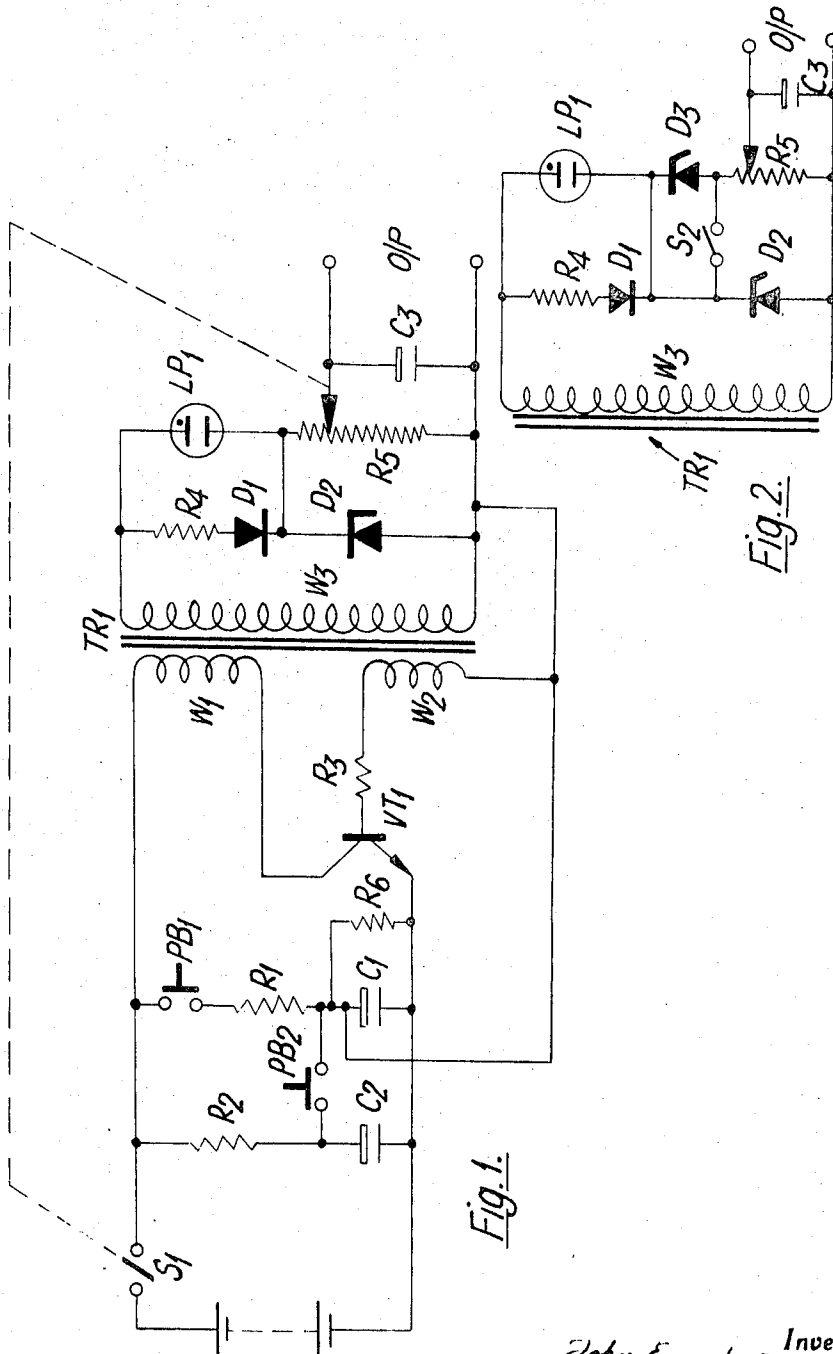 TR1
W1
W2
W3
R4
D1
LP1
D2
R5
C3
O/P
R3
VT1
PB1
R1
R6
C1
PB2
R2
C2
S1
Fig.1.
TR1
W3
R4
D1
LP1
D3
S2
D2
R5
C3
O/P
Fig.2.
Inve